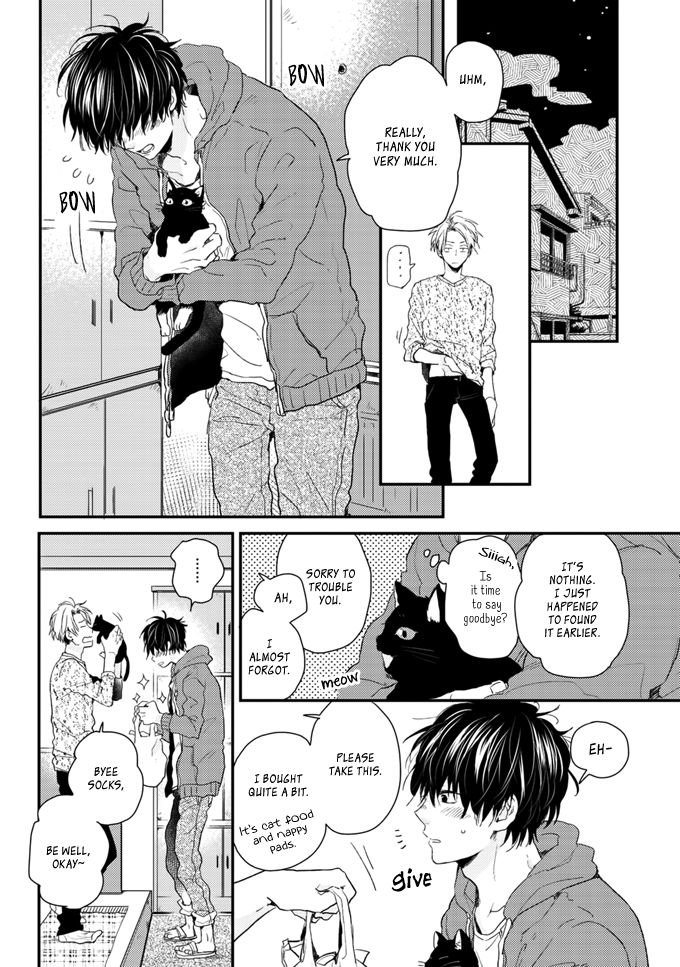 UHM,
REALLY,
THANK YOU
VERY MUCH.
BOW
BOW
...
IT'S
NOTHING.
I JUST
HAPPENED
TO FOUND
IT EARLIER.
Siiigh,
Is
it time
to say
goodbye?
SORRY TO
TROUBLE
YOU.
AH,
I
ALMOST
FORGOT.
meow
EH-
PLEASE
TAKE THIS.
I BOUGHT
QUITE A BIT.
It's cat food
and nappy
pads.
give
....
BYEE
SOCKS,
BE WELL,
OKAY~